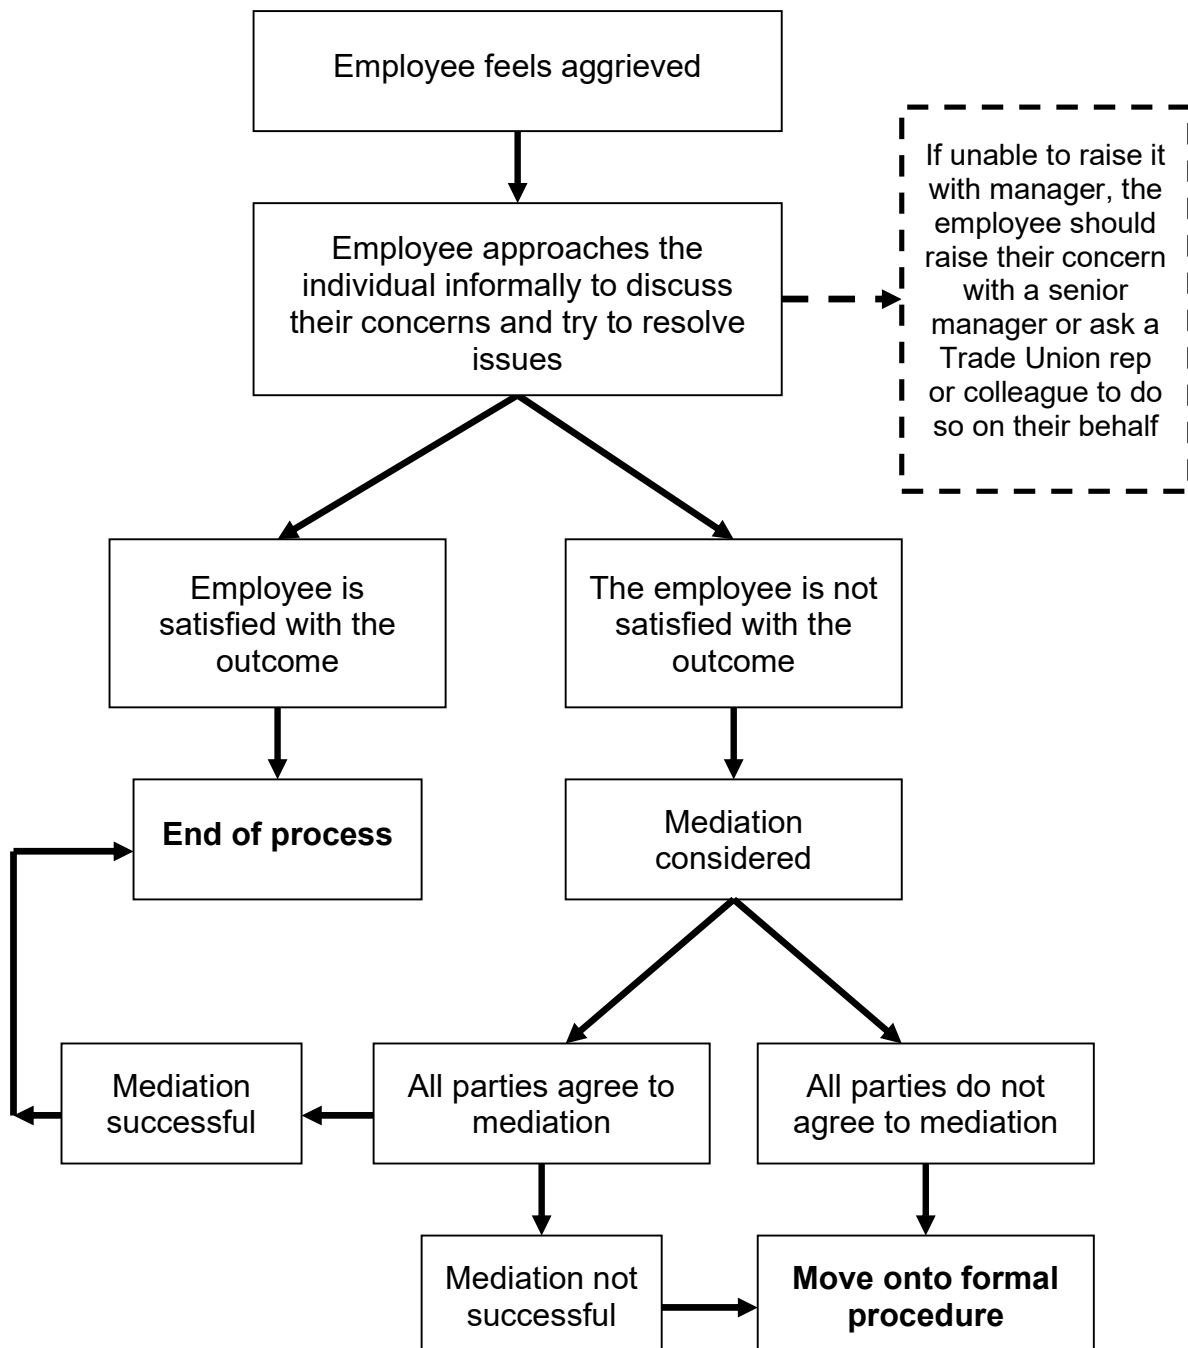 Employee feels aggrieved
If unable to raise it
with manager, the
employee should
raise their concern
with a senior
manager or ask a
Trade Union rep
or colleague to do
so on their behalf
Employee approaches the
individual informally to discuss
their concerns and try to resolve
issues
Employee is
satisfied with the
outcome
The employee is not
satisfied with the
outcome
End of process
Mediation
considered
Mediation
successful
All parties agree to
mediation
All parties do not
agree to mediation
Mediation not
successful
Move onto formal
procedure